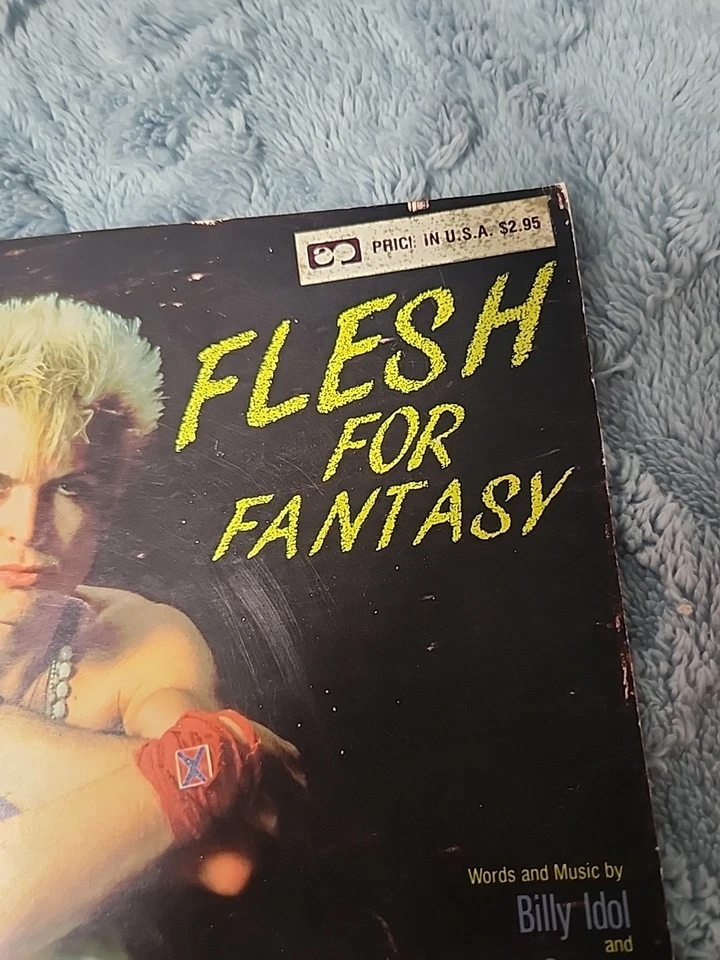 PRICE IN U.S.A. $2.95
FLESH
FOR
FANTASY
Words and Music by
Billy Idol
and